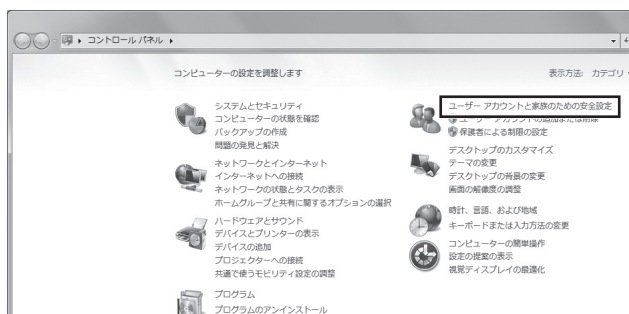 コントロール パネル
コンピューターの設定を調整します
表示方法: カテゴリ
システムとセキュリティ
コンピューターの状態を確認
バックアップの作成
問題の発見と解決
ネットワークとインターネット
インターネットへの接続
ネットワークの状態とタスクの表示
ホームグループと共有に関するオプションの選択
ハードウェアとサウンド
デバイスとプリンターの表示
デバイスの追加
プロジェクターへの接続
共通で使うモビリティ設定の調整
プログラム
プログラムのアンインストール
ユーザー アカウントと家族のための安全設定
ユーザー アカウントの追加または削除
保護者による制限の設定
デスクトップのカスタマイズ
テーマの変更
デスクトップの背景の変更
画面の解像度の調整
時計、言語、および地域
キーボードまたは入力方法の変更
コンピューターの簡単操作
設定の提案の表示
視覚ディスプレイの最適化